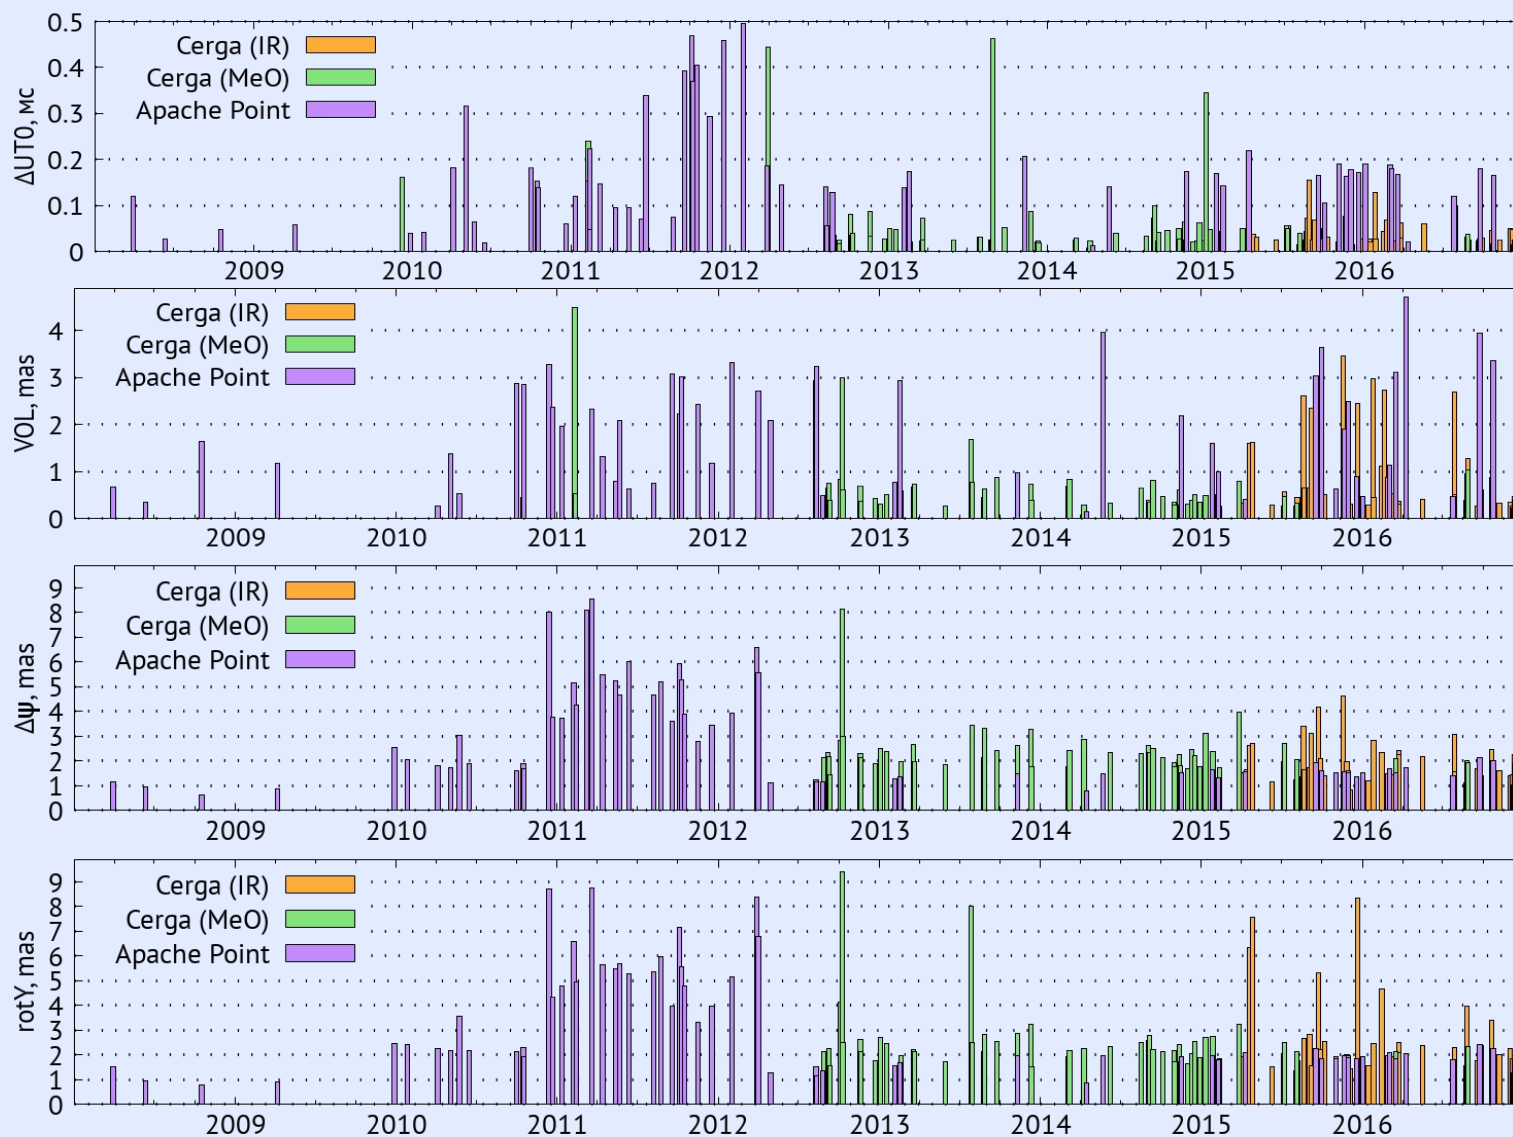 0.5
Cerga (IR)
0.4
Cerga (MeO)
0.3
Apache Point
0.2
0.1
0
ΔUT0, мс
2009 2010 2011 2012 2013 2014 2015 2016
Cerga (IR)
4
Cerga (MeO)
3
Apache Point
2
1
0
VOL, mas
2009 2010 2011 2012 2013 2014 2015 2016
9
Cerga (IR)
8
Cerga (MeO)
7
6
Apache Point
5
4
3
2
1
0
Δψ, mas
2009 2010 2011 2012 2013 2014 2015 2016
9
Cerga (IR)
8
Cerga (MeO)
7
6
Apache Point
5
4
3
2
1
0
rotY, mas
2009 2010 2011 2012 2013 2014 2015 2016